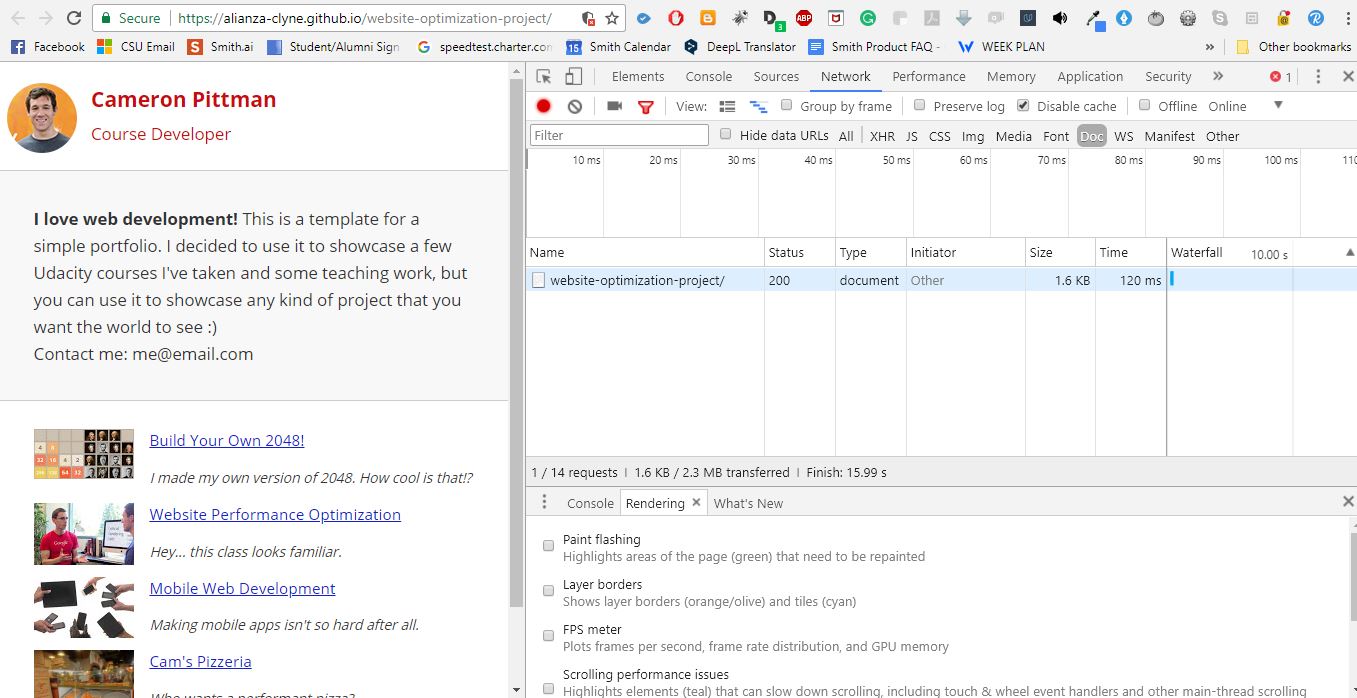 Secure https://alianza-clyne.github.io/website-optimization-project/
Facebook CSU Email Smith.ai Student/Alumni Sign speedtest.charter.com Smith Calendar DeepL Translator Smith Product FAQ - WEEK PLAN » Other bookmarks
Cameron Pittman
Course Developer
I love web development! This is a template for a
simple portfolio. I decided to use it to showcase a few
Udacity courses I've taken and some teaching work, but
you can use it to showcase any kind of project that you
want the world to see :)
Contact me: me@email.com
Build Your Own 2048!
I made my own version of 2048. How cool is that!?
Website Performance Optimization
Hey... this class looks familiar.
Mobile Web Development
Making mobile apps isn't so hard after all.
Cam's Pizzeria
Who wants a performant pizza?
Elements Console Sources Network Performance Memory Application Security » 1
View: Group by frame Preserve log Disable cache Offline Online
Filter Hide data URLs All XHR JS CSS Img Media Font Doc WS Manifest Other
10 ms 20 ms 30 ms 40 ms 50 ms 60 ms 70 ms 80 ms 90 ms 100 ms 110
Name Status Type Initiator Size Time Waterfall 10.00 s
website-optimization-project/ 200 document Other 1.6 KB 120 ms
1 / 14 requests | 1.6 KB / 2.3 MB transferred | Finish: 15.99 s
Console Rendering What's New
Paint flashing
Highlights areas of the page (green) that need to be repainted
Layer borders
Shows layer borders (orange/olive) and tiles (cyan)
FPS meter
Plots frames per second, frame rate distribution, and GPU memory
Scrolling performance issues
Highlights elements (teal) that can slow down scrolling, including touch & wheel event handlers and other main-thread scrolling